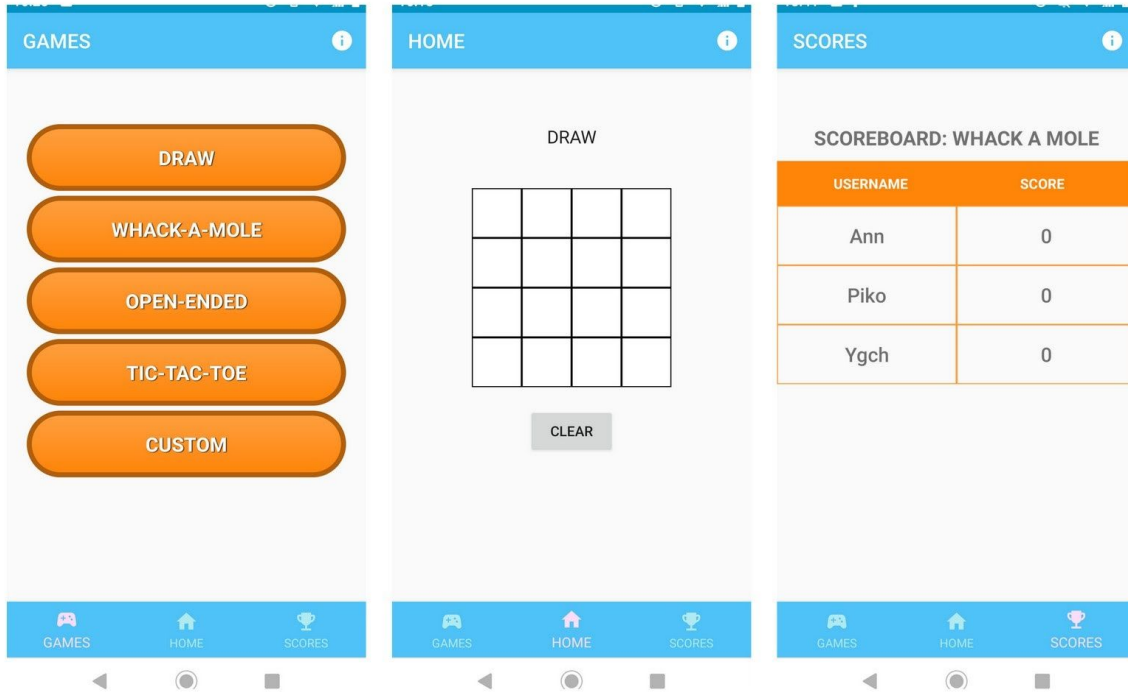 GAMES
DRAW
WHACK-A-MOLE
OPEN-ENDED
TIC-TAC-TOE
CUSTOM
GAMES HOME SCORES
HOME
DRAW
CLEAR
GAMES HOME SCORES
SCORES
SCOREBOARD: WHACK A MOLE
USERNAME SCORE
Ann 0
Piko 0
Ygch 0
GAMES HOME SCORES